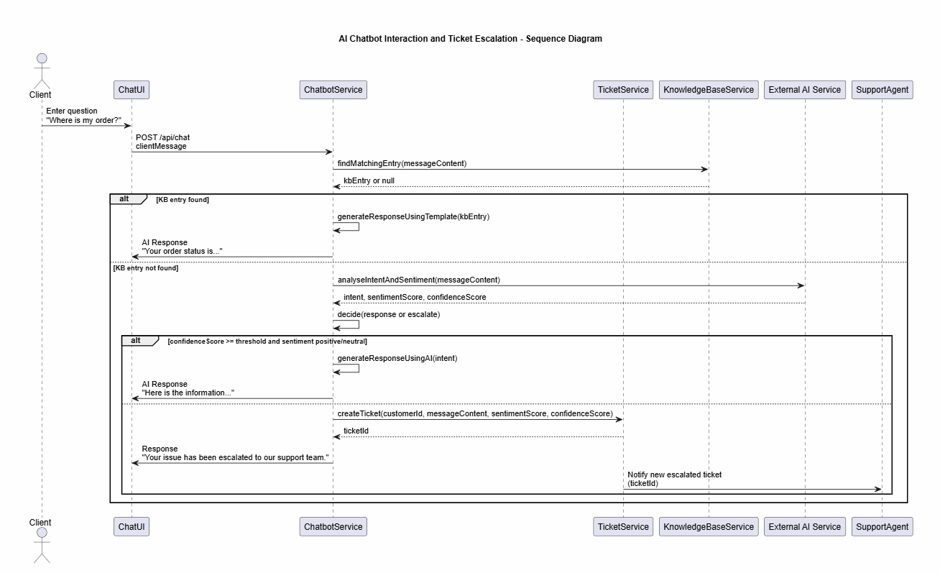 AI Chatbot Interaction and Ticket Escalation - Sequence Diagram
Client
ChatUI
ChatbotService
TicketService
KnowledgeBaseService
External AI Service
SupportAgent
Enter question
"Where is my order?"
POST /api/chat
clientMessage
findMatchingEntry(messageContent)
kbEntry or null
alt
[KB entry found]
generateResponseUsingTemplate(kbEntry)
AI Response
"Your order status is..."
[KB entry not found]
analyseIntentAndSentiment(messageContent)
intent, sentimentScore, confidenceScore
decide(response or escalate)
alt
[confidenceScore >= threshold and sentiment positive/neutral]
generateResponseUsingAI(intent)
AI Response
"Here is the information..."
createTicket(customerId, messageContent, sentimentScore, confidenceScore)
ticketId
Response
"Your issue has been escalated to our support team."
Notify new escalated ticket
(ticketId)
Client
ChatUI
ChatbotService
TicketService
KnowledgeBaseService
External AI Service
SupportAgent